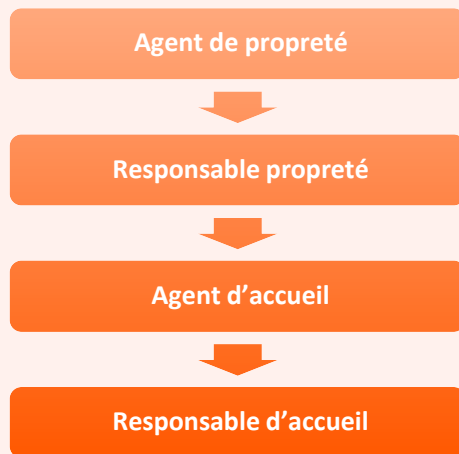 Agent de propreté
Responsable propreté
Agent d’accueil
Responsable d’accueil